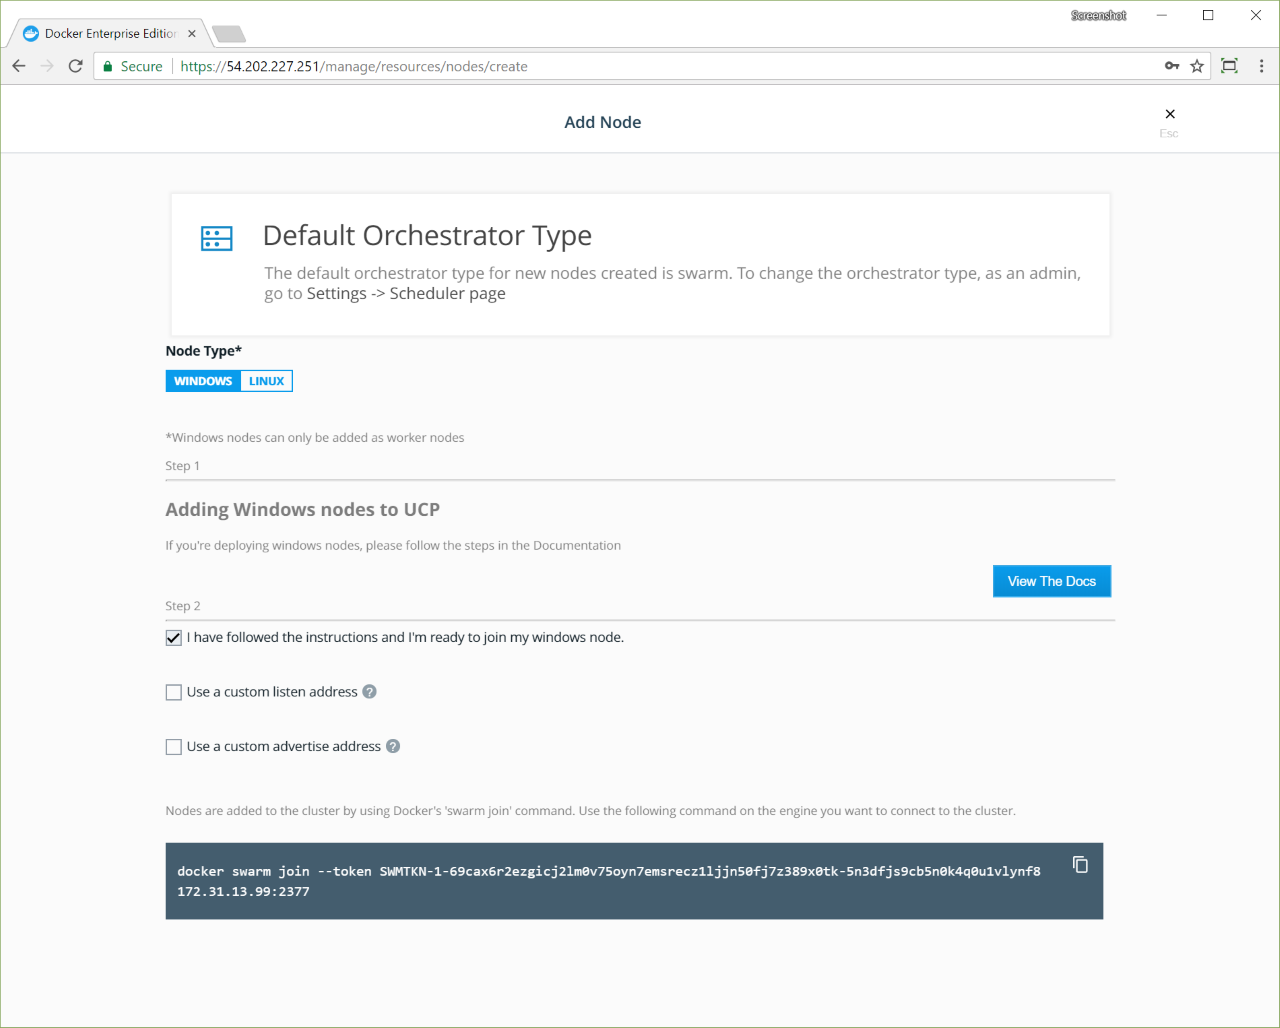 Screenshot
Docker Enterprise Edition
Secure https://54.202.227.251/manage/resources/nodes/create
Add Node
Esc
Default Orchestrator Type
The default orchestrator type for new nodes created is swarm. To change the orchestrator type, as an admin,
go to Settings -> Scheduler page
Node Type*
WINDOWS LINUX
*Windows nodes can only be added as worker nodes
Step 1
Adding Windows nodes to UCP
If you're deploying windows nodes, please follow the steps in the Documentation
View The Docs
Step 2
I have followed the instructions and I'm ready to join my windows node.
Use a custom listen address ?
Use a custom advertise address ?
Nodes are added to the cluster by using Docker's 'swarm join' command. Use the following command on the engine you want to connect to the cluster.
docker swarm join --token SWMTKN-1-69cax6r2ezgicj2lm0v75oyn7emsrecz1ljjn50fj7z389x0tk-5n3dfjs9cb5n0k4q0u1vlynf8
172.31.13.99:2377